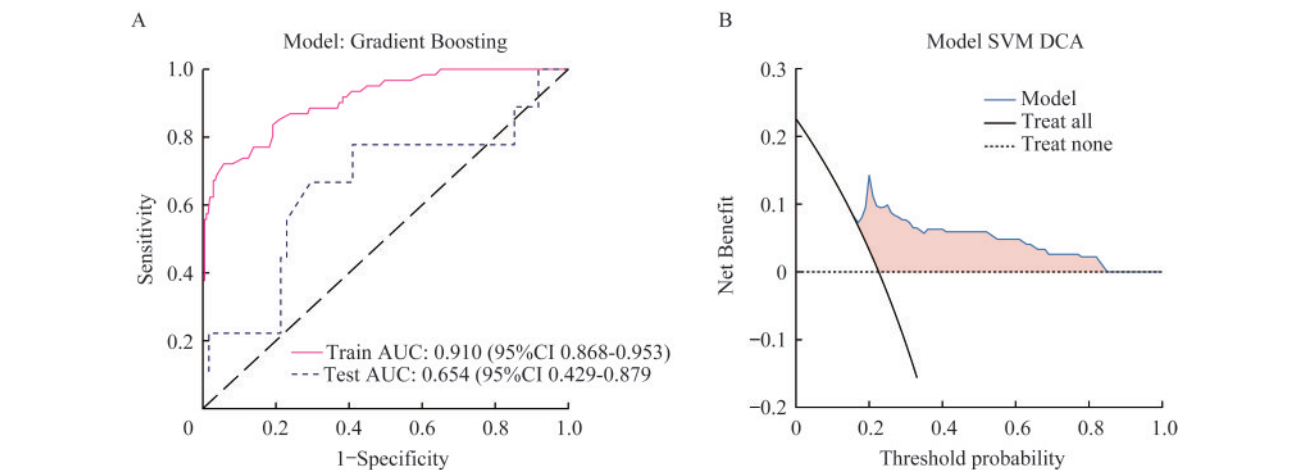 A
Model: Gradient Boosting
1.0
0.8
0.6
0.4
0.2
0
0.2
0.4
0.6
0.8
1.0
Sensitivity
1−Specificity
Train AUC: 0.910 (95%CI 0.868-0.953)
Test AUC: 0.654 (95%CI 0.429-0.879
B
Model SVM DCA
0.3
0.2
0.1
0
−0.1
−0.2
0
0.2
0.4
0.6
0.8
1.0
Net Benefit
Threshold probability
Model
Treat all
Treat none